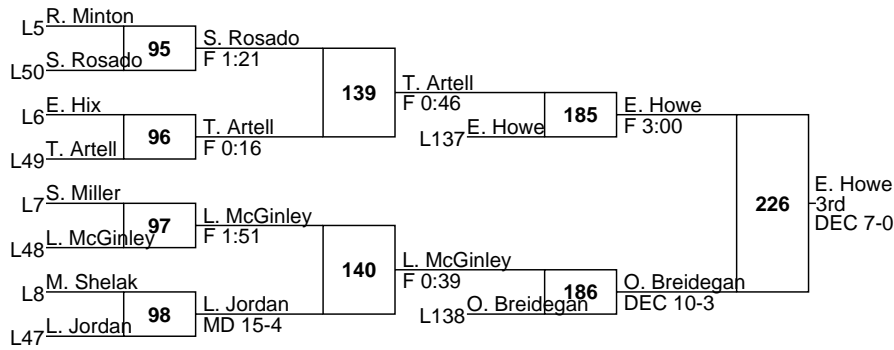 R. Minton
L5
95
S. Rosado
F 1:21
S. Rosado
L50
139
T. Artell
F 0:46
E. Hix
L6
96
T. Artell
F 0:16
T. Artell
L49
E. Howe
L137
185
E. Howe
F 3:00
S. Miller
L7
97
L. McGinley
F 1:51
L. McGinley
L48
140
L. McGinley
F 0:39
M. Shelak
L8
98
L. Jordan
MD 15-4
L. Jordan
L47
O. Breidegan
L138
186
O. Breidegan
DEC 10-3
226
E. Howe
3rd
DEC 7-0